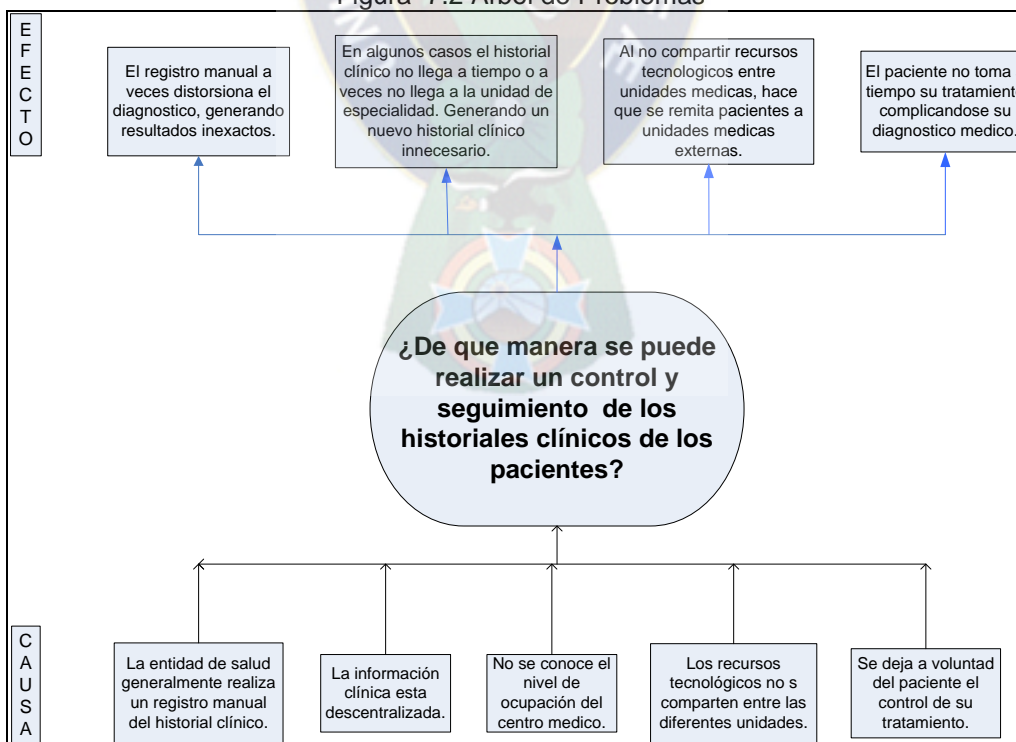 Figura 7.2 Árbol de Problemas
E
F
E
C
T
O
El registro manual a
veces distorsiona el
diagnostico, generando
resultados inexactos.
En algunos casos el historial
clínico no llega a tiempo o a
veces no llega a la unidad de
especialidad. Generando un
nuevo historial clínico
innecesario.
Al no compartir recursos
tecnologicos entre
unidades medicas, hace
que se remita pacientes a
unidades medicas
externas.
El paciente no toma
tiempo su tratamient
complicandose su
diagnostico medico.
¿De que manera se puede
realizar un control y
seguimiento de los
historiales clínicos de los
pacientes?
C
A
U
S
A
La entidad de salud
generalmente realiza
un registro manual
del historial clínico.
La información
clínica esta
descentralizada.
No se conoce el
nivel de
ocupación del
centro medico.
Los recursos
tecnológicos no s
comparten entre las
diferentes unidades.
Se deja a voluntad
del paciente el
control de su
tratamiento.